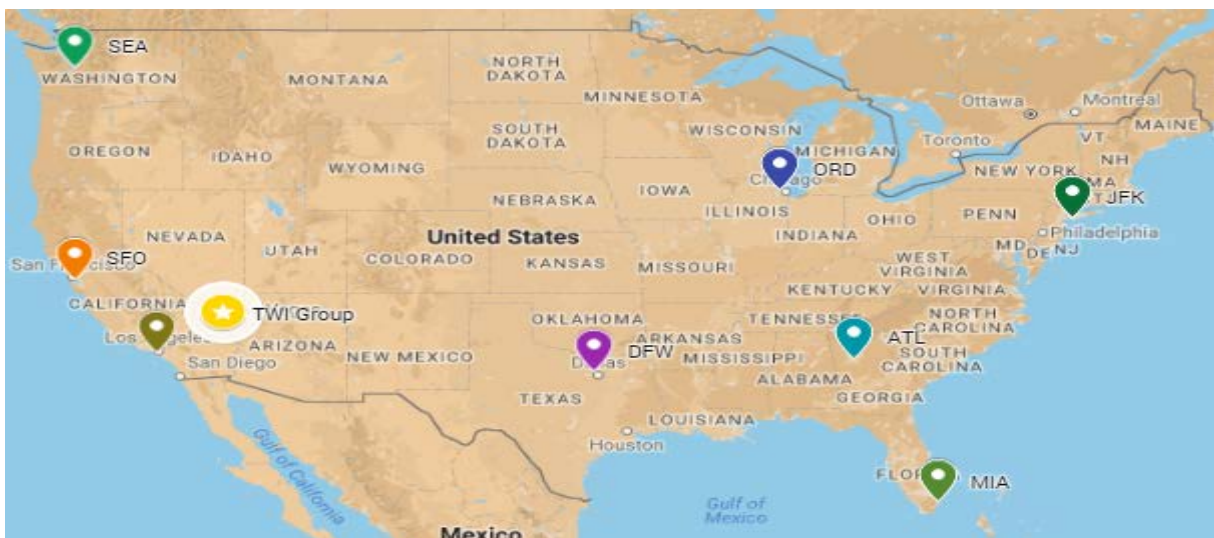 SEA
WASHINGTON
MONTANA
NORTH
DAKOTA
MINNESOTA
Ottawa
Montreal
MAINE
OREGON
IDAHO
SOUTH
DAKOTA
WISCONSIN
MICHIGAN
Toronto
VT
NH
WYOMING
ORD
NEW YORK
MA
IOWA
NEBRASKA
ILLINOIS
JFK
NEVADA
UTAH
United States
INDIANA
OHIO
PENN
Philadelphia
SFO
COLORADO
KANSAS
MISSOURI
WEST
VIRGINIA
MD
DE
NJ
CALIFORNIA
TWI Group
KENTUCKY
VIRGINIA
ARIZONA
OKLAHOMA
NORTH
CAROLINA
San Diego
NEW MEXICO
DFW
ARKANSAS
MISSISSIPPI
ATL
SOUTH
CAROLINA
ALABAMA
TEXAS
GEORGIA
LOUISIANA
Houston
MIA
Gulf of California
Gulf of
Mexico
Mexico